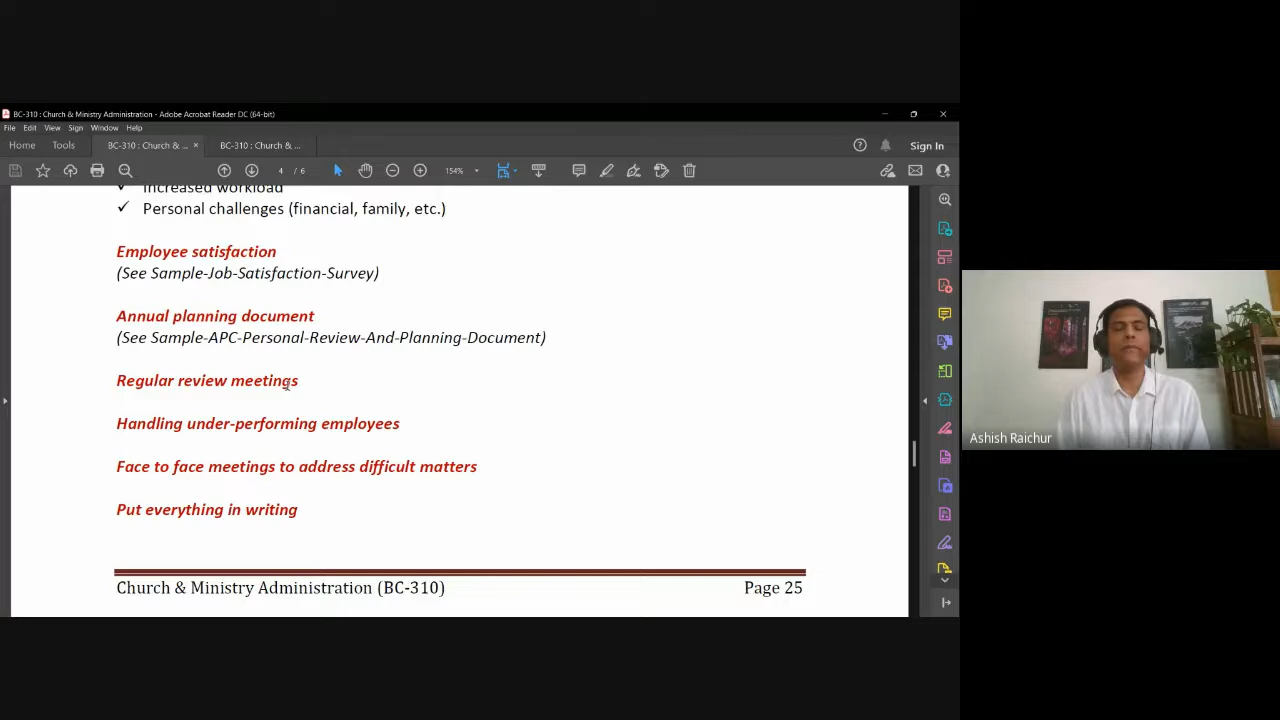 BC-310 : Church & Ministry Administration - Adobe Acrobat Reader DC (64-bit)
File Edit View Sign Window Help
Home Tools BC-310 : Church & ... × BC-310 : Church & ... Sign In
4 / 6 154%
✓ Increased workload
✓ Personal challenges (financial, family, etc.)
Employee satisfaction
(See Sample-Job-Satisfaction-Survey)
Annual planning document
(See Sample-APC-Personal-Review-And-Planning-Document)
Regular review meetings
Handling under-performing employees
Face to face meetings to address difficult matters
Put everything in writing
Church & Ministry Administration (BC-310) Page 25
Ashish Raichur